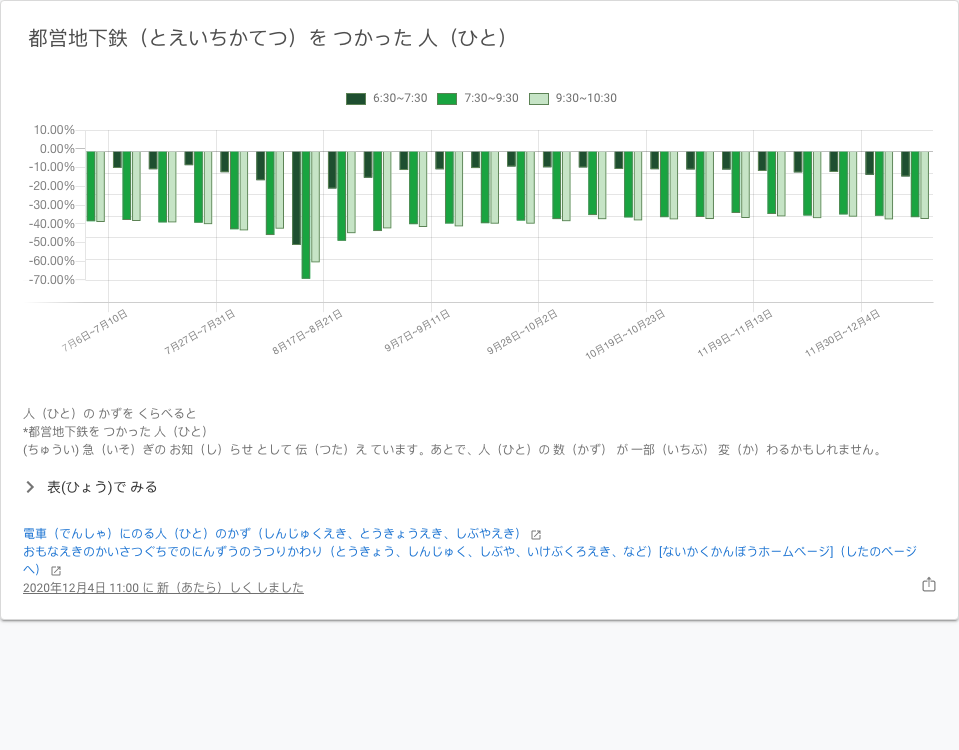 都営地下鉄（とえいちかてつ）を つかった 人（ひと）
6:30~7:30 7:30~9:30 9:30~10:30
10.00%
0.00%
-10.00%
-20.00%
-30.00%
-40.00%
-50.00%
-60.00%
-70.00%
7月6日~7月10日 7月27日~7月31日 8月17日~8月21日 9月7日~9月11日 9月28日~10月2日 10月19日~10月23日 11月9日~11月13日 11月30日~12月4日
人（ひと）の かずを くらべると
*都営地下鉄を つかった 人（ひと）
(ちゅうい) 急（いそ）ぎの お知（し）らせ として 伝（つた）え ています。あとで、人（ひと）の 数（かず） が 一部（いちぶ） 変（か）わるかもしれません。
表(ひょう)で みる
電車（でんしゃ）にのる人（ひと）のかず（しんじゅくえき、とうきょうえき、しぶやえき）
おもなえきのかいさつぐちでのにんずうのうつりかわり（とうきょう、しんじゅく、しぶや、いけぶくろえき、など）[ないかくかんぼうホームページ]（したのページ
へ）
2020年12月4日 11:00 に 新（あたら）しく しました